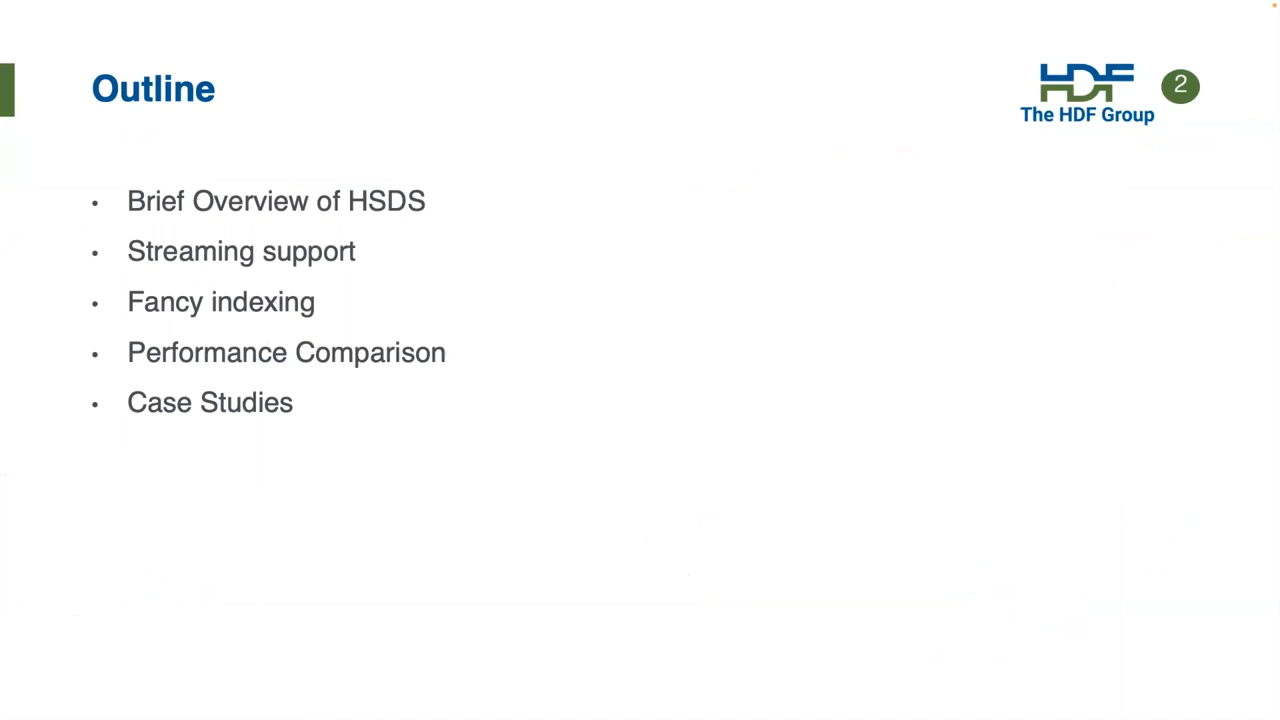 Outline
HDF
The HDF Group
2
• Brief Overview of HSDS
• Streaming support
• Fancy indexing
• Performance Comparison
• Case Studies